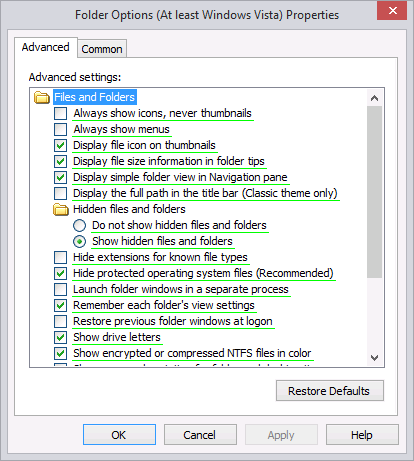 Folder Options (At least Windows Vista) Properties
Advanced
Common
Advanced settings:
Files and Folders
Always show icons, never thumbnails
Always show menus
Display file icon on thumbnails
Display file size information in folder tips
Display simple folder view in Navigation pane
Display the full path in the title bar (Classic theme only)
Hidden files and folders
Do not show hidden files and folders
Show hidden files and folders
Hide extensions for known file types
Hide protected operating system files (Recommended)
Launch folder windows in a separate process
Remember each folder's view settings
Restore previous folder windows at logon
Show drive letters
Show encrypted or compressed NTFS files in color
Restore Defaults
OK
Cancel
Apply
Help